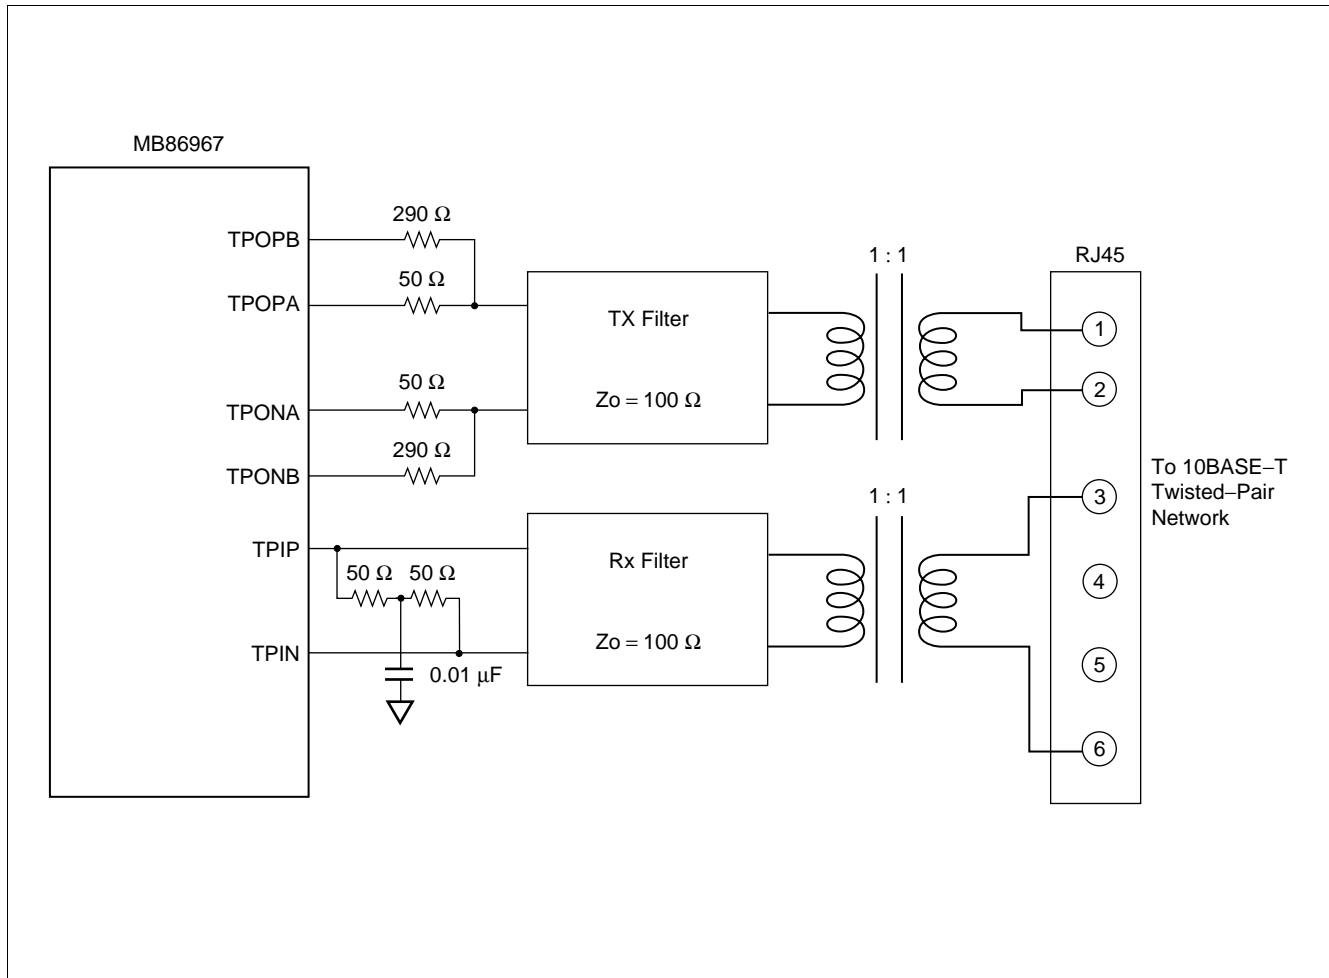 MB86967
290 Ω
TPOPB
50 Ω
TPOPA
50 Ω
TPONA
290 Ω
TPONB
TPIP
50 Ω 50 Ω
TPIN
0.01 µF
TX Filter
Zo = 100 Ω
Rx Filter
Zo = 100 Ω
1 : 1
1 : 1
RJ45
1
2
3
4
5
6
To 10BASE–T
Twisted–Pair
Network